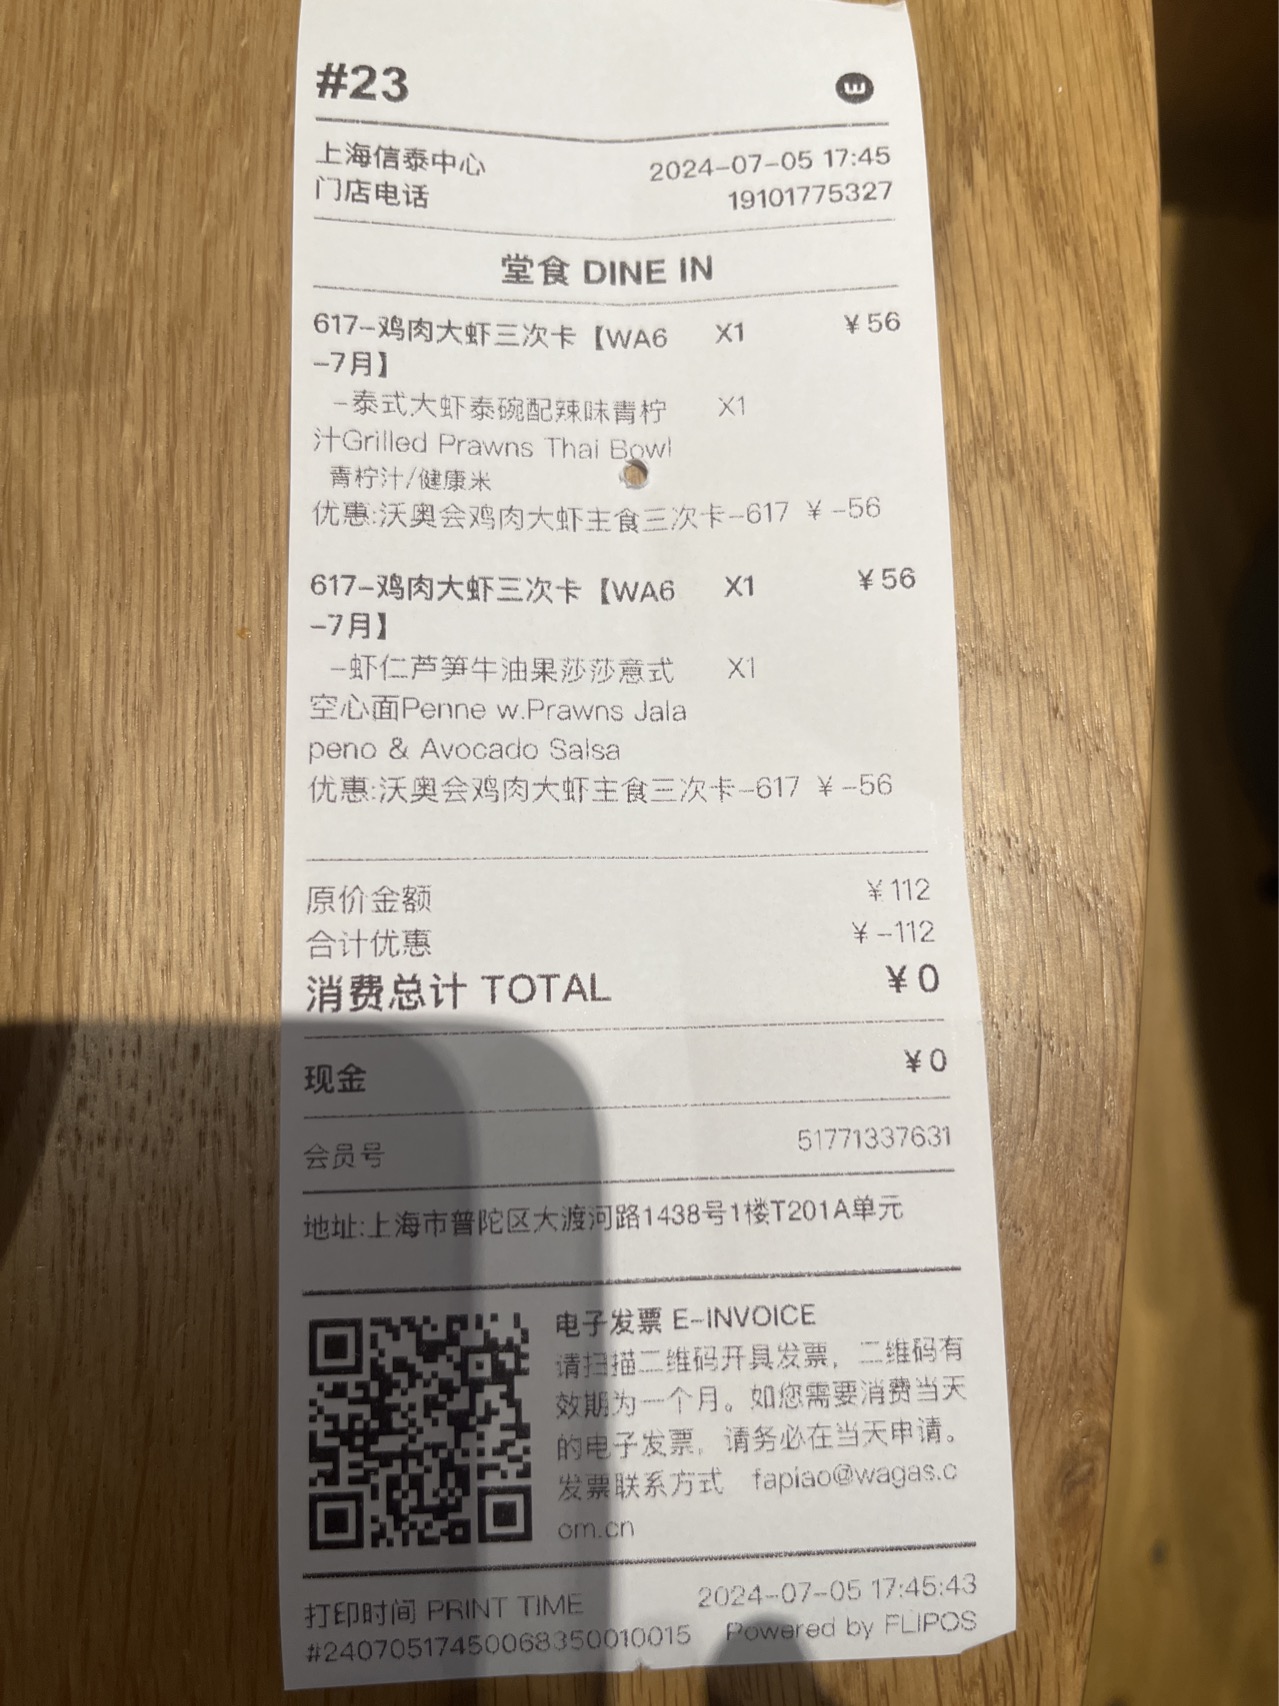 #23
上海信泰中心 2024-07-05 17:45
门店电话 19101775327
堂食 DINE IN
617-鸡肉大虾三次卡【WA6 X1 ¥56
-7月】
-泰式大虾泰碗配辣味青柠 X1
汁Grilled Prawns Thai Bowl
青柠汁/健康米
优惠:沃奥会鸡肉大虾主食三次卡-617 ¥ -56
617-鸡肉大虾三次卡【WA6 X1 ¥56
-7月】
-虾仁芦笋牛油果莎莎意式 X1
空心面Penne w.Prawns Jala
peno & Avocado Salsa
优惠:沃奥会鸡肉大虾主食三次卡-617 ¥ -56
原价金额 ¥112
合计优惠 ¥ -112
消费总计 TOTAL ¥0
现金 ¥0
会员号 51771337631
地址:上海市普陀区大渡河路1438号1楼T201A单元
电子发票 E-INVOICE
请扫描二维码开具发票，二维码有
效期为一个月。如您需要消费当天
的电子发票，请务必在当天申请。
发票联系方式 fapiao@wagas.c
om.cn
打印时间 PRINT TIME 2024-07-05 17:45:43
#24070517450068350010015 Powered by FLIPOS